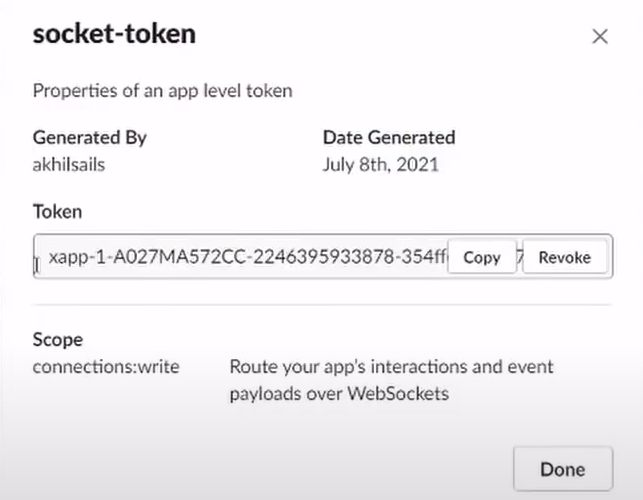 socket-token
Properties of an app level token
Generated By
Date Generated
akhilsails
July 8th, 2021
Token
xapp-1-A027MA572CC-2246395933878-354ff
Copy
Revoke
Scope
connections:write
Route your app's interactions and event
payloads over WebSockets
Done